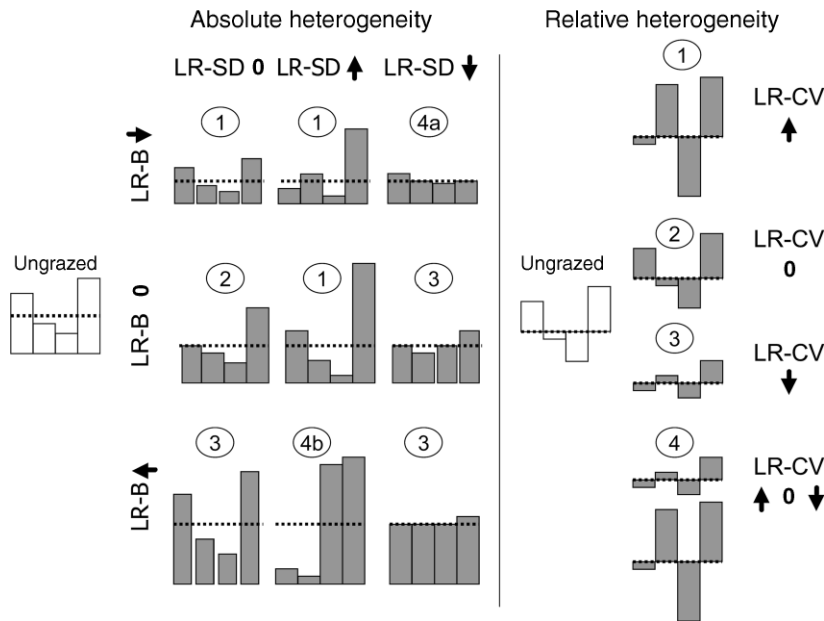 Absolute heterogeneity
Relative heterogeneity
LR-SD 0 LR-SD LR-SD
LR-B
1
1
4a
Ungrazed
LR-B 0
2
1
3
LR-B
3
4b
3
1
LR-CV
Ungrazed
2
LR-CV
0
3
LR-CV
4
LR-CV
0